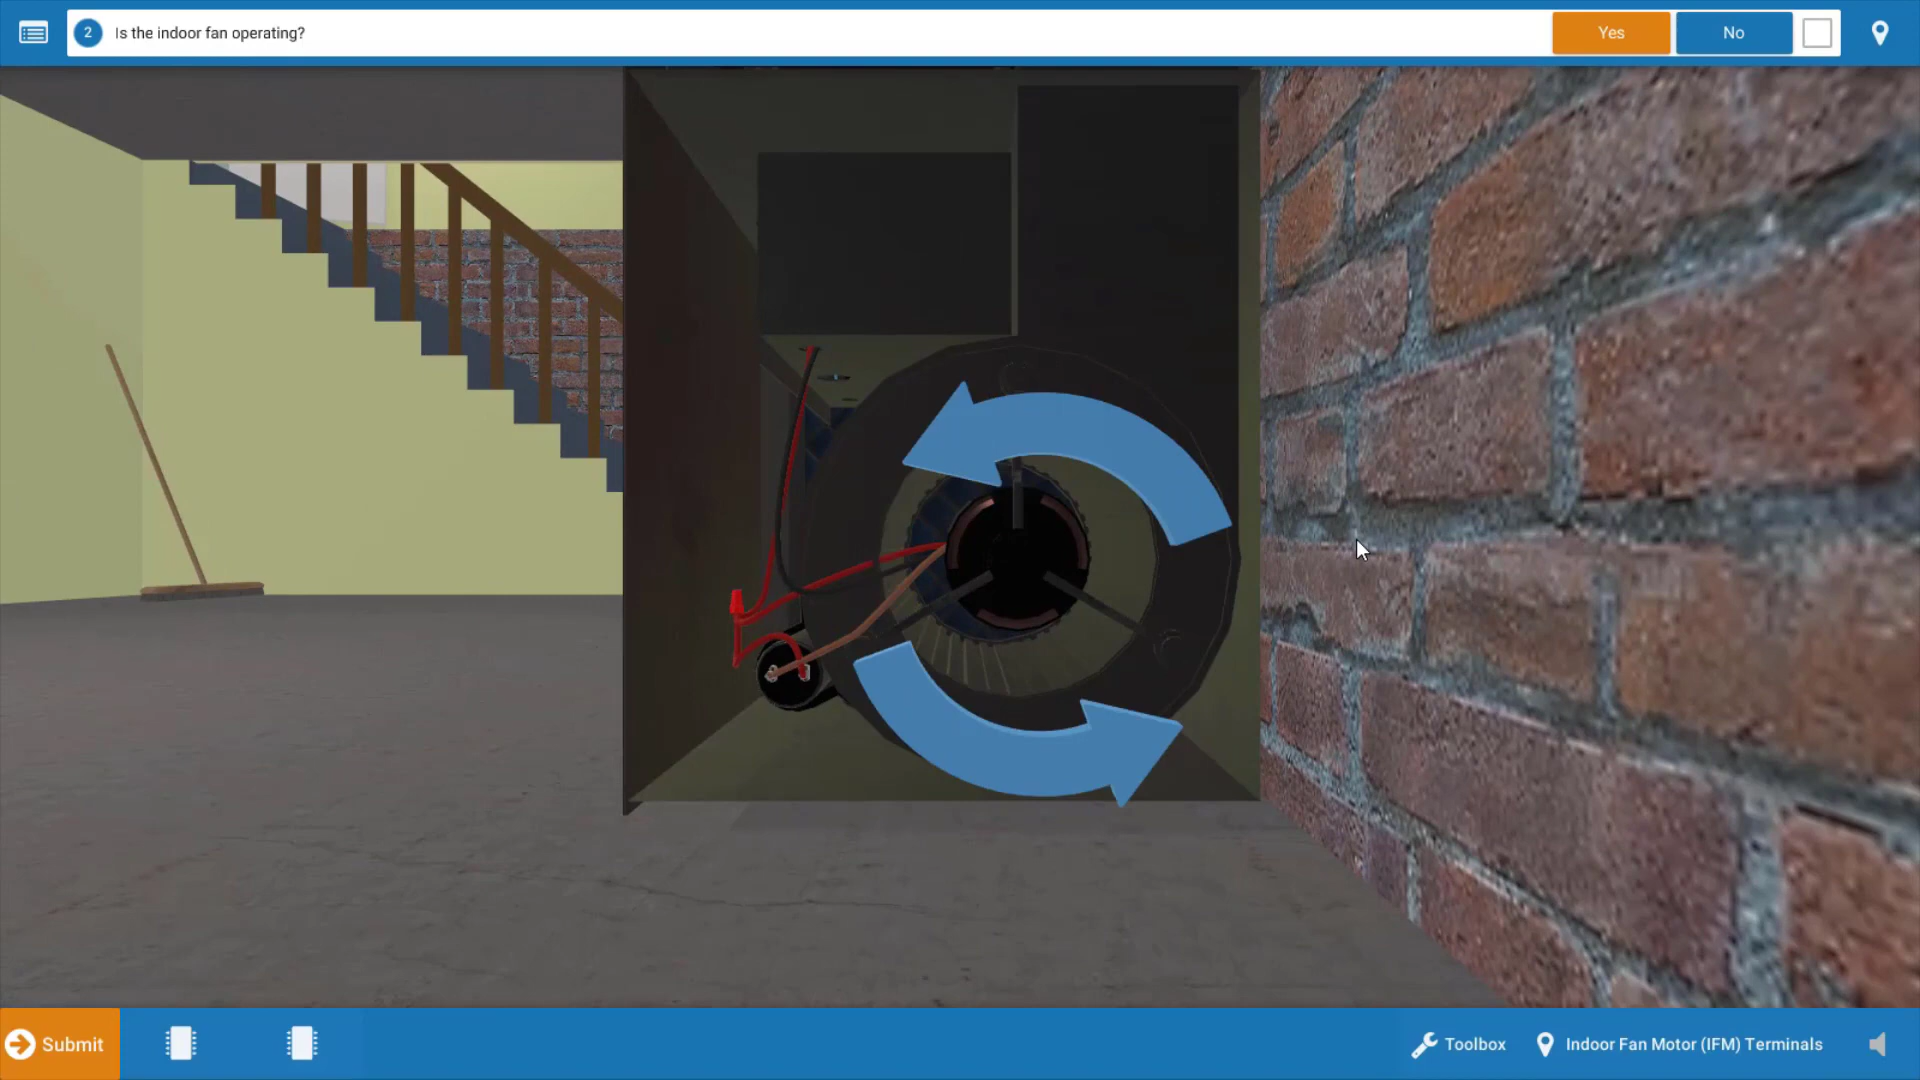 2 Is the indoor fan operating? Yes No
Submit Toolbox Indoor Fan Motor (IFM) Terminals